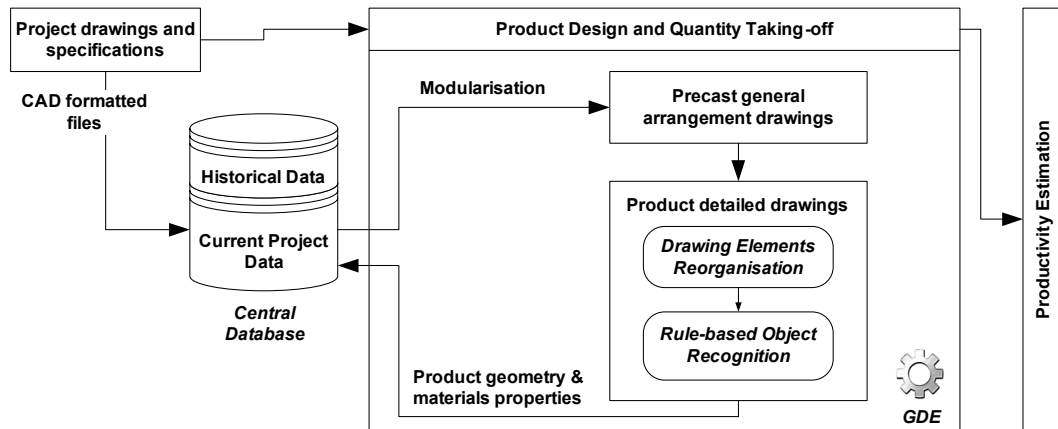 Project drawings and
specifications
Product Design and Quantity Taking-off
CAD formatted
files
Modularisation
Precast general
arrangement drawings
Historical Data
Current Project
Data
Central
Database
Product detailed drawings
Drawing Elements
Reorganisation
Rule-based Object
Recognition
Product geometry &
materials properties
GDE
Productivity Estimation